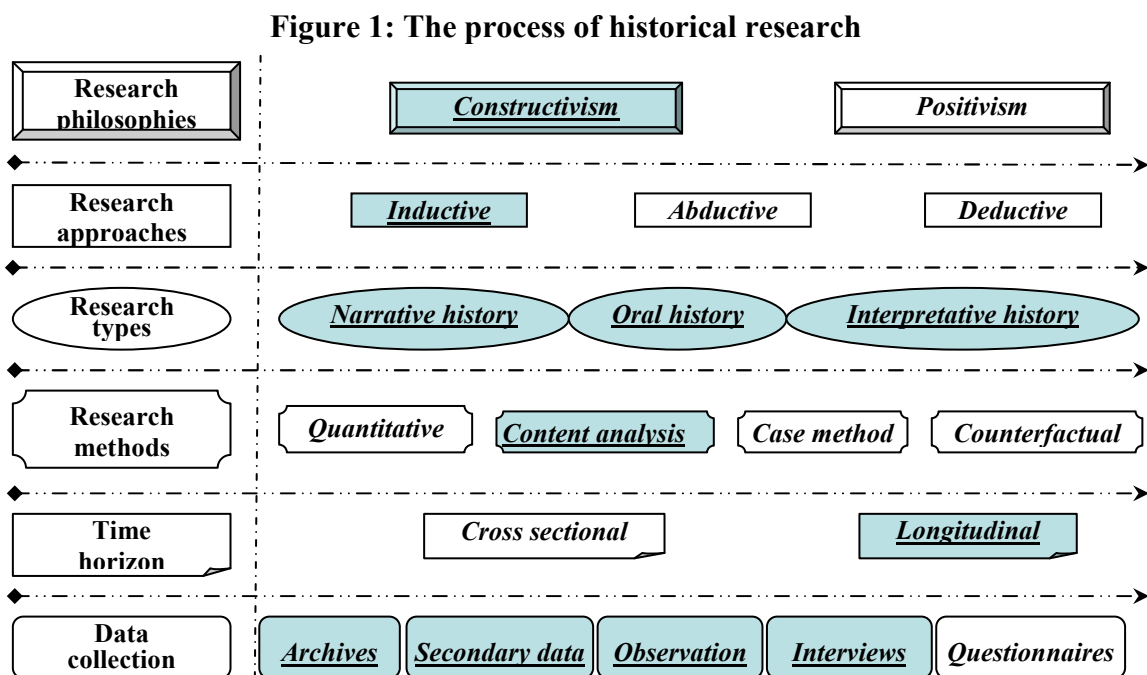 Figure 1: The process of historical research
Research
philosophies
Constructivism
Positivism
Research
approaches
Inductive
Abductive
Deductive
Research
types
Narrative history
Oral history
Interpretative history
Research
methods
Quantitative
Content analysis
Case method
Counterfactual
Time
horizon
Cross sectional
Longitudinal
Data
collection
Archives
Secondary data
Observation
Interviews
Questionnaires